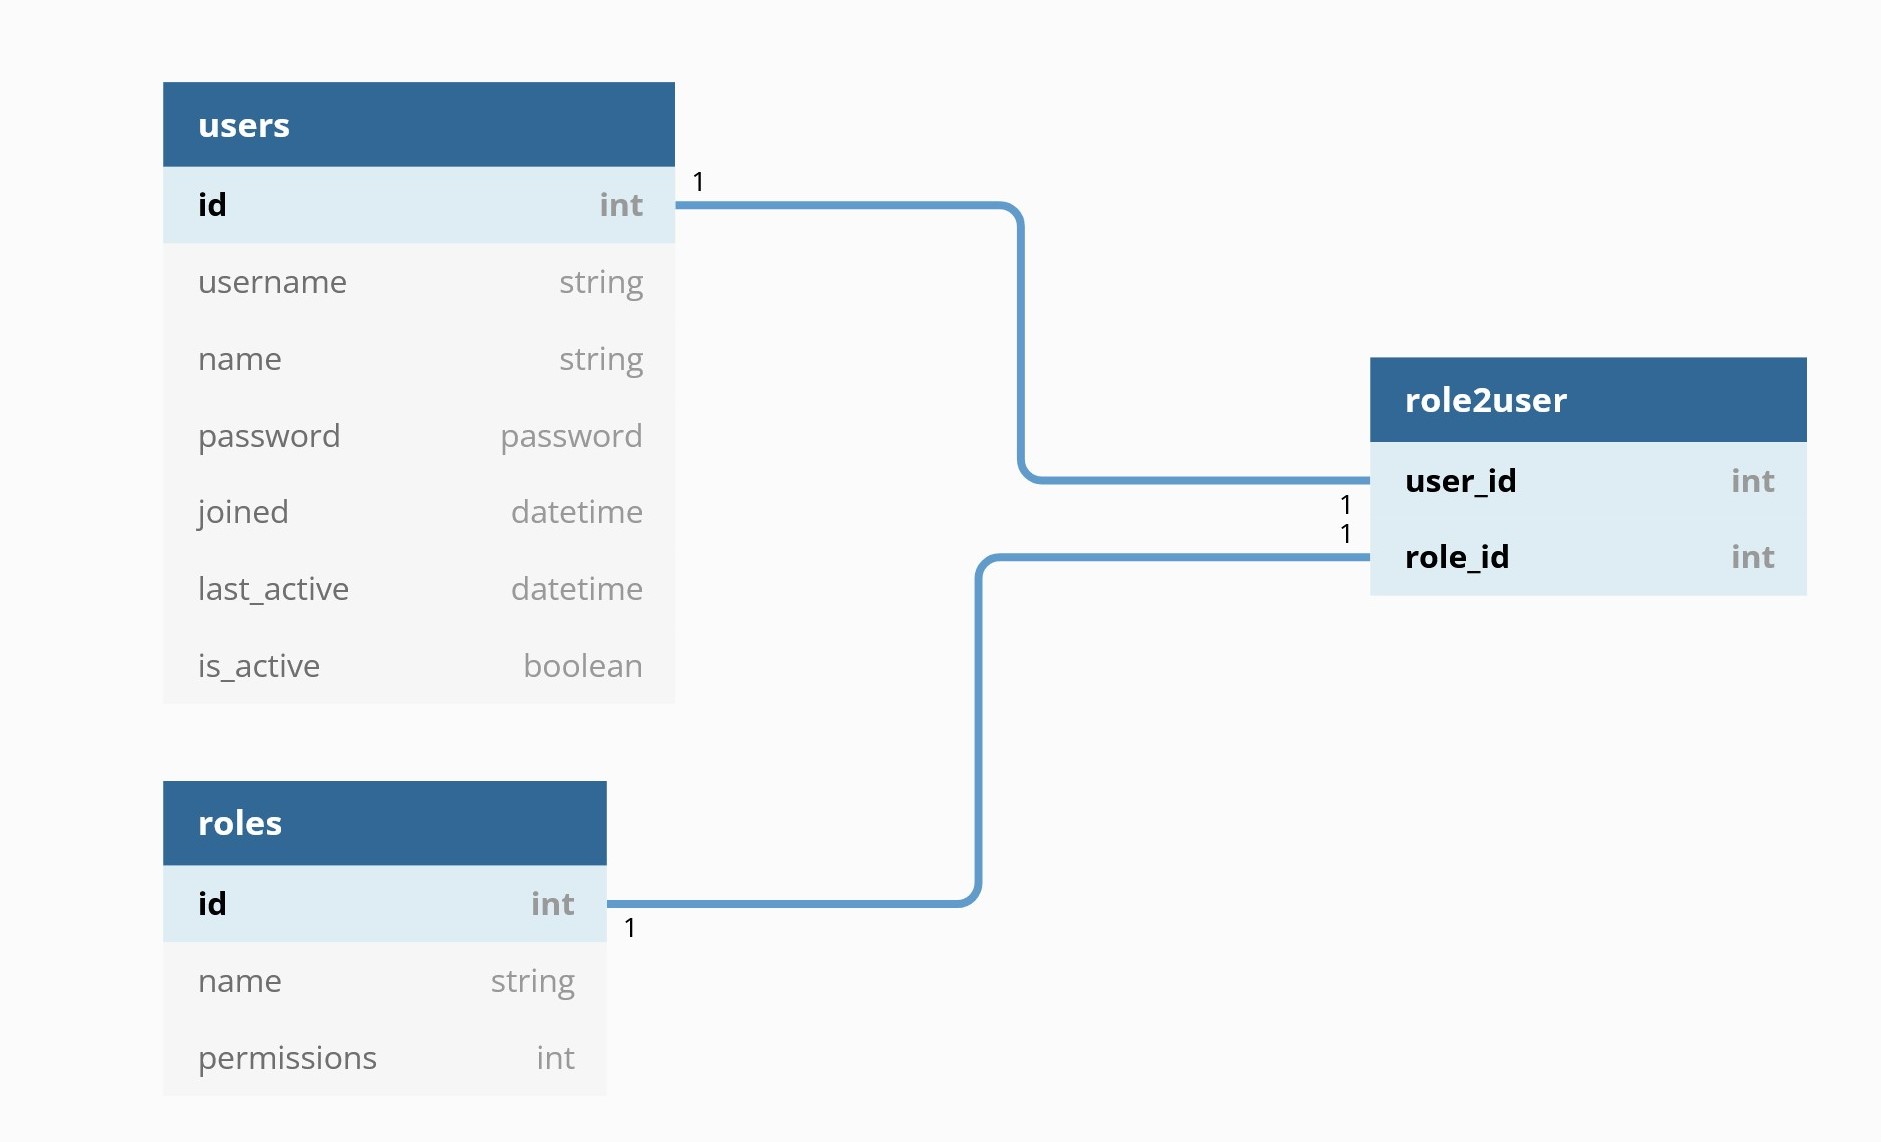 users
id int
1
username string
name string
password password
joined datetime
last_active datetime
is_active boolean
role2user
user_id int
1
1
role_id int
roles
id int
1
name string
permissions int